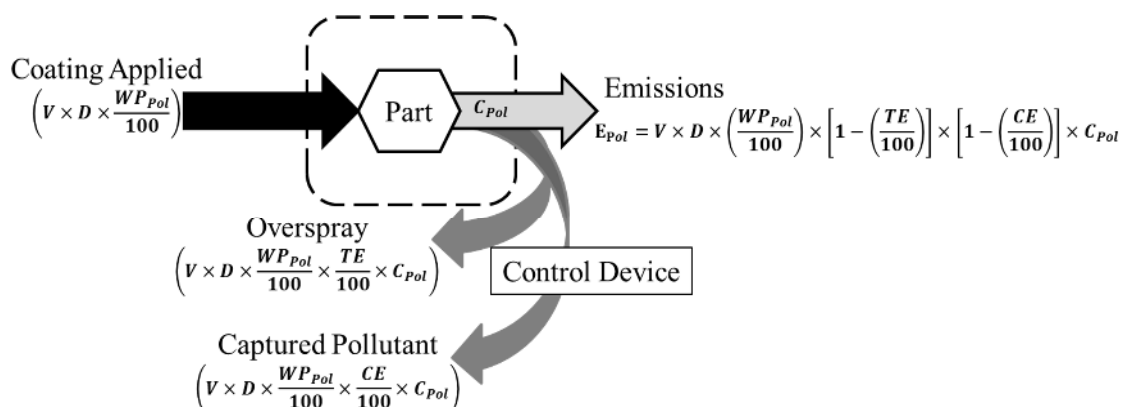 Coating Applied
(V × D × WP_Pol/100)
Part
C_Pol
Emissions
E_Pol = V × D × (WP_Pol/100) × [1 − (TE/100)] × [1 − (CE/100)] × C_Pol
Overspray
(V × D × WP_Pol/100 × TE/100 × C_Pol)
Control Device
Captured Pollutant
(V × D × WP_Pol/100 × CE/100 × C_Pol)